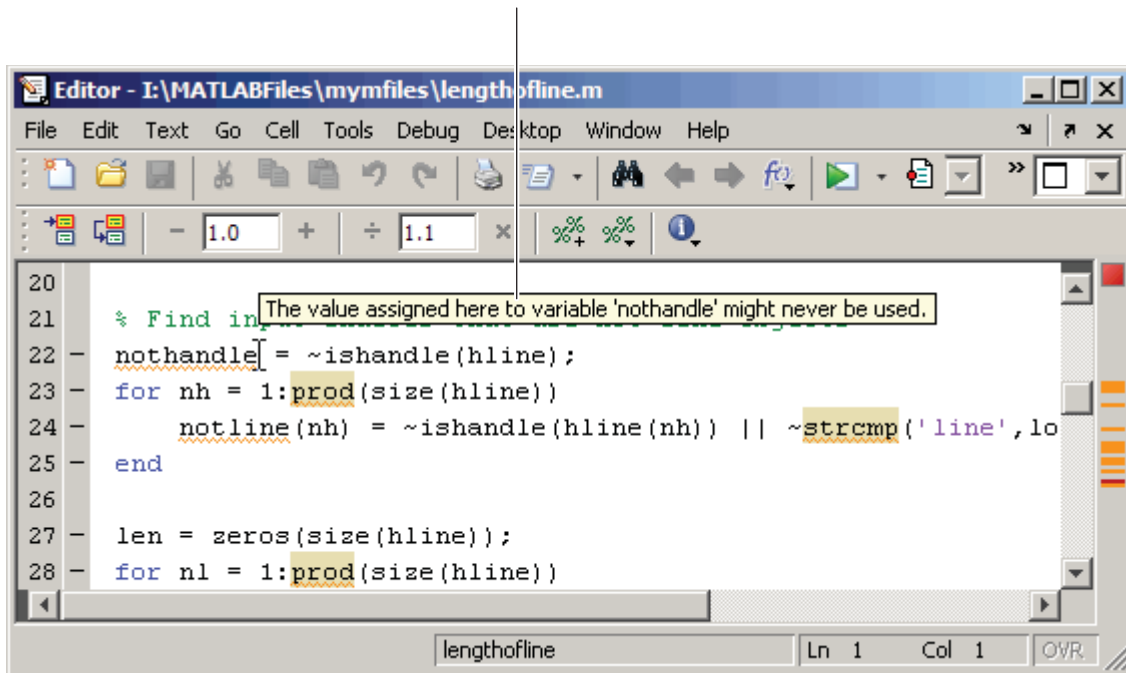 Editor - I:\MATLABFiles\mymfiles\lengthofline.m
File Edit Text Go Cell Tools Debug Desktop Window Help
1.0 1.1
20
The value assigned here to variable 'nothandle' might never be used.
21 % Find in
22 – nothandle = ~ishandle(hline);
23 – for nh = 1:prod(size(hline))
24 – notline(nh) = ~ishandle(hline(nh)) || ~strcmp('line',lo
25 – end
26
27 – len = zeros(size(hline));
28 – for nl = 1:prod(size(hline))
lengthofline Ln 1 Col 1 OVR